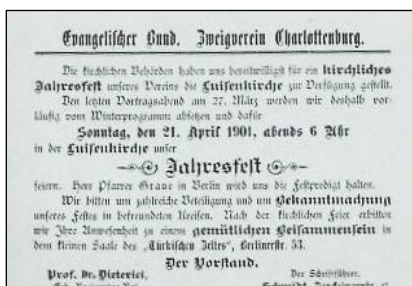 Evangelischer Bund. Zweigverein Charlottenburg.
Die kirchlichen Behörden haben uns bereitwilligst für ein kirchliches
Jahresfest unseres Vereins die Luisenkirche zur Verfügung gestellt.
Den letzten Vortragsabend am 27. März werden wir deshalb vor-
läufig vom Winterprogramm absetzen und dafür
Sonntag, den 21. April 1901, abends 6 Uhr
in der Luisenkirche unser
Jahresfest
feiern. Herr Pfarrer Graue in Berlin wird uns die Festpredigt halten.
Wir bitten um zahlreiche Beteiligung und um Bekanntmachung
unseres Festes in befreundeten Kreisen. Nach der kirchlichen Feier erbitten
wir Ihre Anwesenheit zu einem gemütlichen Beisammensein in
dem kleinen Saale des „Türkischen Zeltes", Berlinerstr. 53.
Der Vorstand.
Prof. Dr. Dieterici, Der Schriftführer.